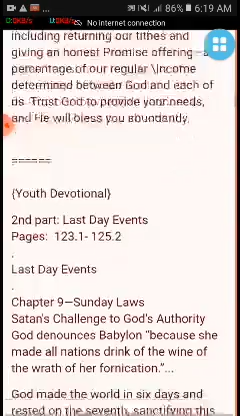 86% 6:19 AM
No internet connection
including returning our tithes and
giving an honest Promise offering—a
percentage of our regular \income
determined between God and each of
us. Trust God to provide your needs,
and He will bless you abundantly.
======
{Youth Devotional}
2nd part: Last Day Events
Pages: 123.1- 125.2
.
Last Day Events
.
Chapter 9—Sunday Laws
Satan's Challenge to God's Authority
God denounces Babylon “because she
made all nations drink of the wine of
the wrath of her fornication.”...
God made the world in six days and
rested on the seventh, sanctifying this